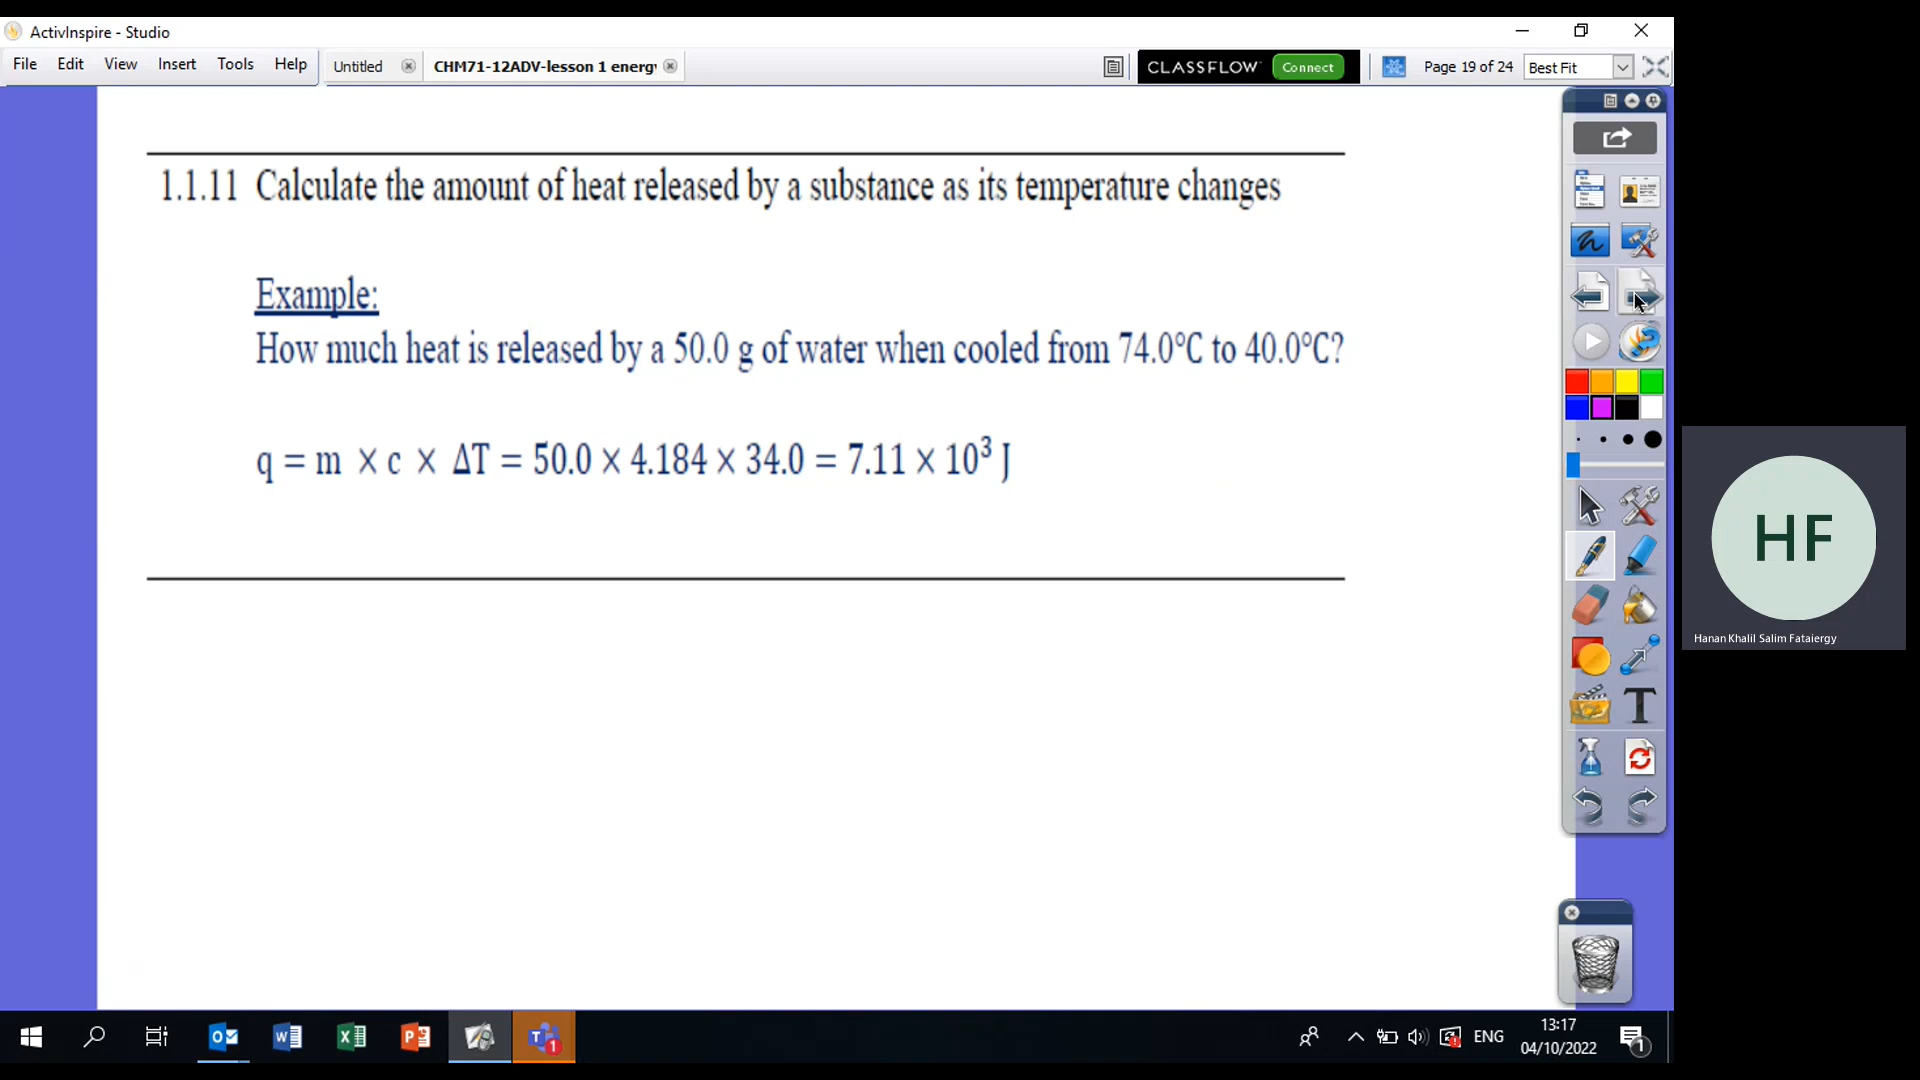 ActivInspire - Studio
File Edit View Insert Tools Help
Untitled
CHM71-12ADV-lesson 1 energy
CLASSFLOW Connect
Page 19 of 24
Best Fit
1.1.11 Calculate the amount of heat released by a substance as its temperature changes
Example:
How much heat is released by a 50.0 g of water when cooled from 74.0°C to 40.0°C?
q = m × c × ΔT = 50.0 × 4.184 × 34.0 = 7.11 × 10³ J
T
HF
Hanan Khalil Salim Fataiergy
ENG
13:17
04/10/2022
1